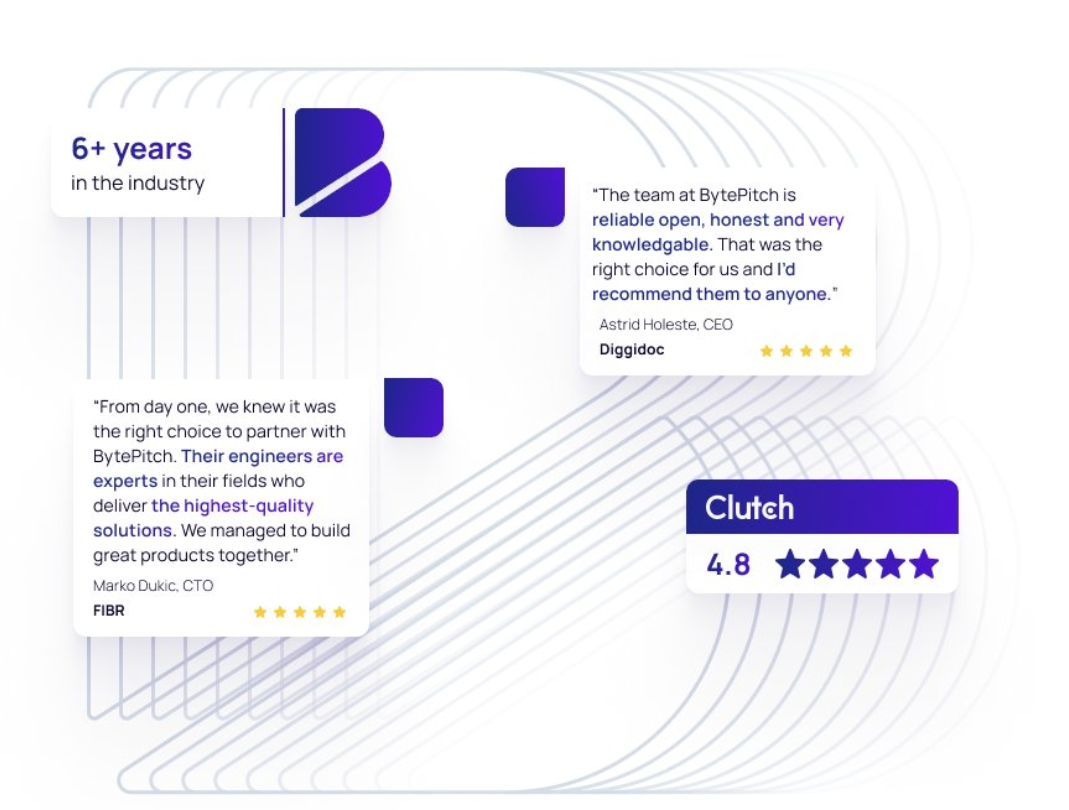 6+ years
in the industry
“The team at BytePitch is
reliable open, honest and very
knowledgable. That was the
right choice for us and I’d
recommend them to anyone.”
Astrid Holeste, CEO
Diggidoc
“From day one, we knew it was
the right choice to partner with
BytePitch. Their engineers are
experts in their fields who
deliver the highest-quality
solutions. We managed to build
great products together.”
Marko Dukic, CTO
FIBR
Clutch
4.8